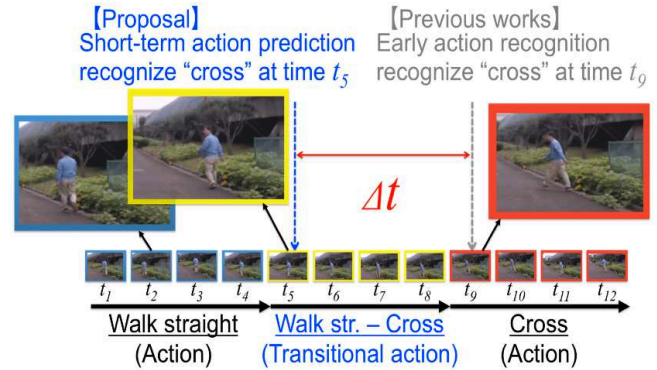 【Proposal】
Short-term action prediction
recognize “cross” at time t5
【Previous works】
Early action recognition
recognize “cross” at time t9
Δt
t1 t2 t3 t4 t5 t6 t7 t8 t9 t10 t11 t12
Walk straight
(Action)
Walk str. – Cross
(Transitional action)
Cross
(Action)